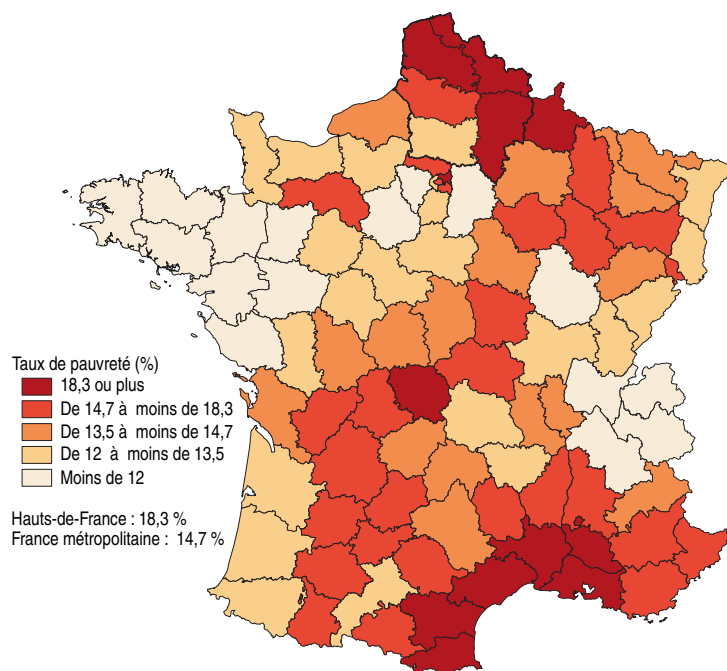 Taux de pauvreté (%)
18,3 ou plus
De 14,7 à moins de 18,3
De 13,5 à moins de 14,7
De 12 à moins de 13,5
Moins de 12
Hauts-de-France : 18,3 %
France métropolitaine : 14,7 %